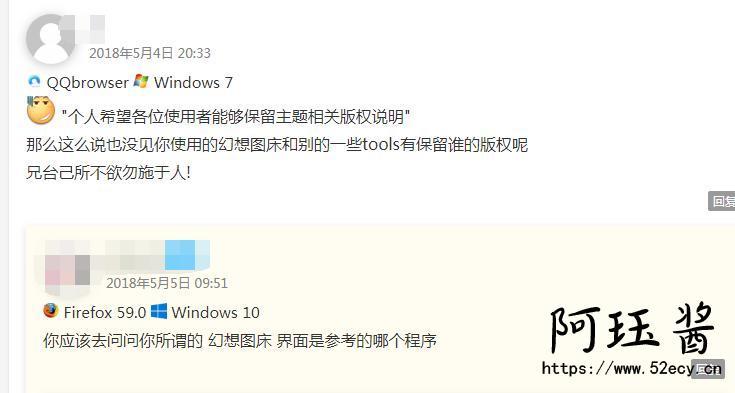 2018年5月4日 20:33
QQbrowser Windows 7
"个人希望各位使用者能够保留主题相关版权说明"
那么这么说也没见你使用的幻想图床和别的一些tools有保留谁的版权呢
兄台己所不欲勿施于人!
回复
2018年5月5日 09:51
Firefox 59.0 Windows 10
你应该去问问你所谓的 幻想图床 界面是参考的哪个程序
阿珏酱
https://www.52ecy.cn
回复